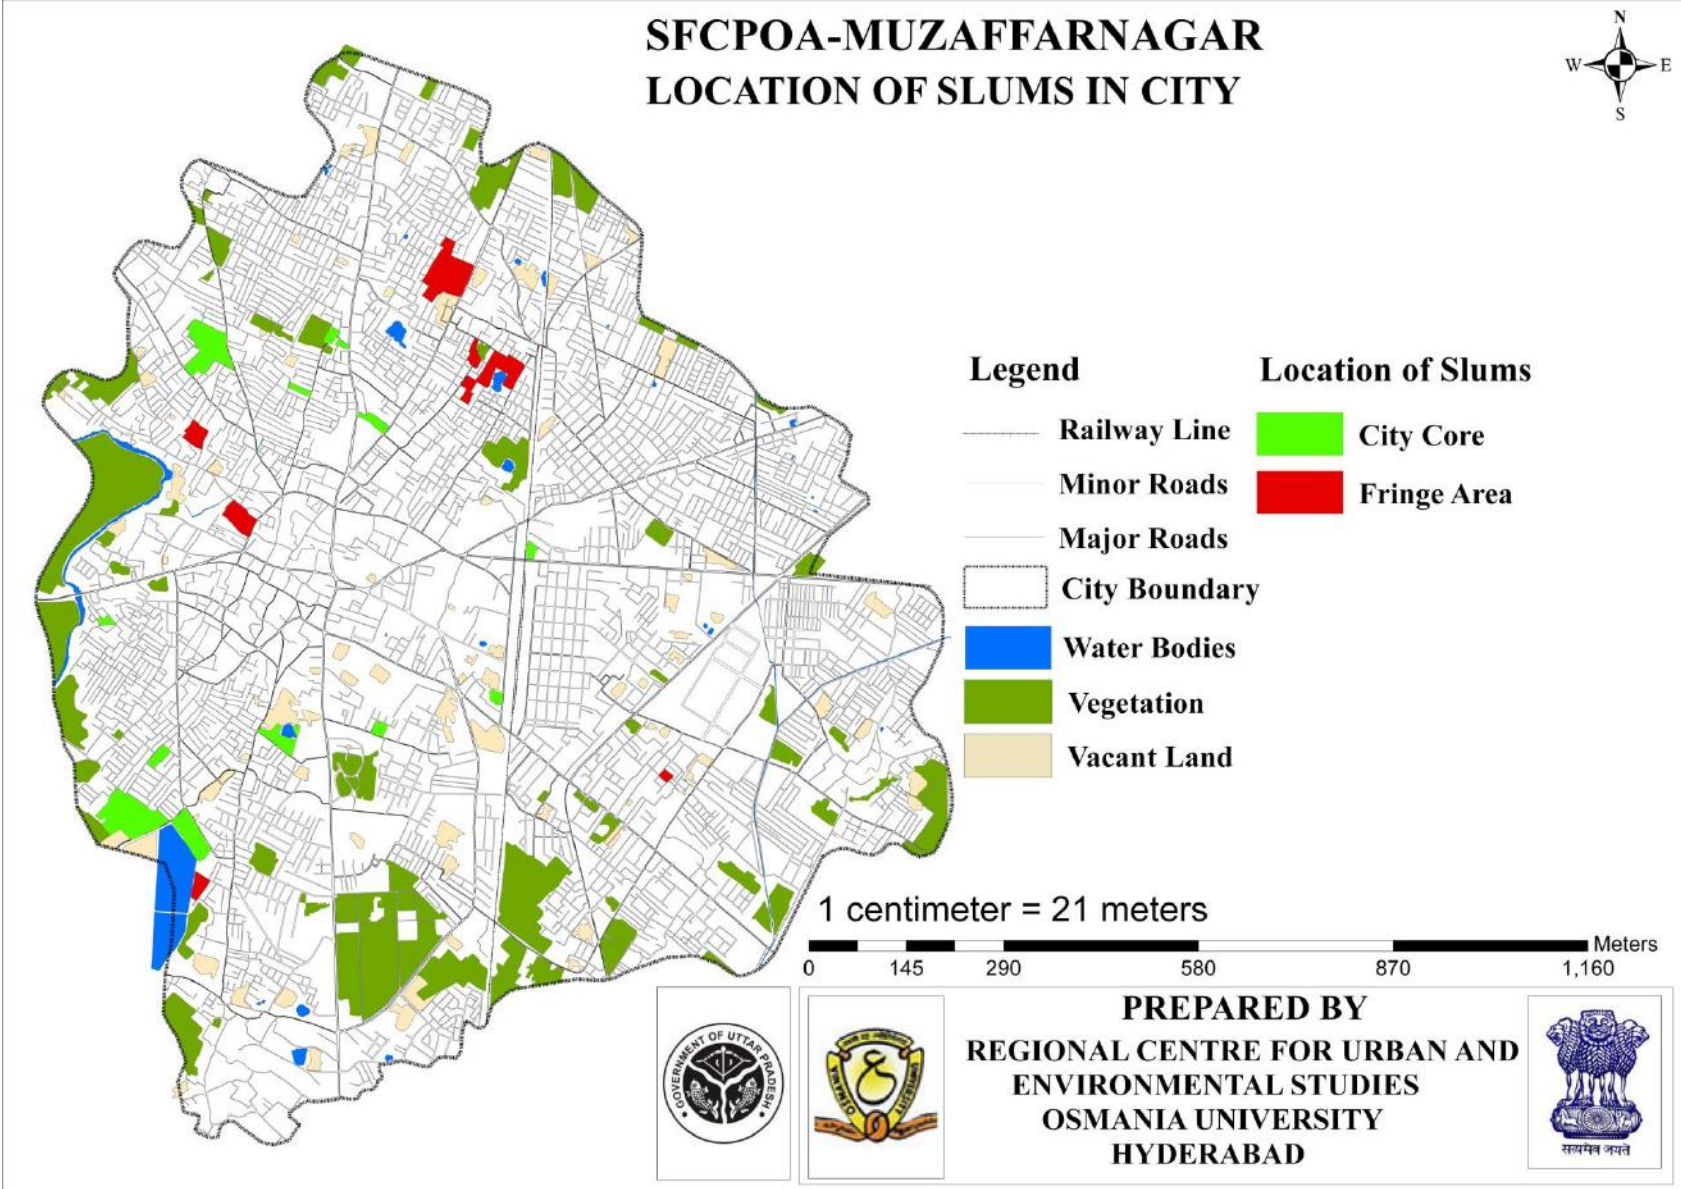 SFCPOA-MUZAFFARNAGAR
LOCATION OF SLUMS IN CITY
N
W E
S
Legend
Railway Line
Minor Roads
Major Roads
City Boundary
Water Bodies
Vegetation
Vacant Land
Location of Slums
City Core
Fringe Area
1 centimeter = 21 meters
Meters
0 145 290 580 870 1,160
GOVERNMENT OF UTTAR PRADESH
OSMANIA UNIVERSITY
PREPARED BY
REGIONAL CENTRE FOR URBAN AND
ENVIRONMENTAL STUDIES
OSMANIA UNIVERSITY
HYDERABAD
सत्यमेव जयते